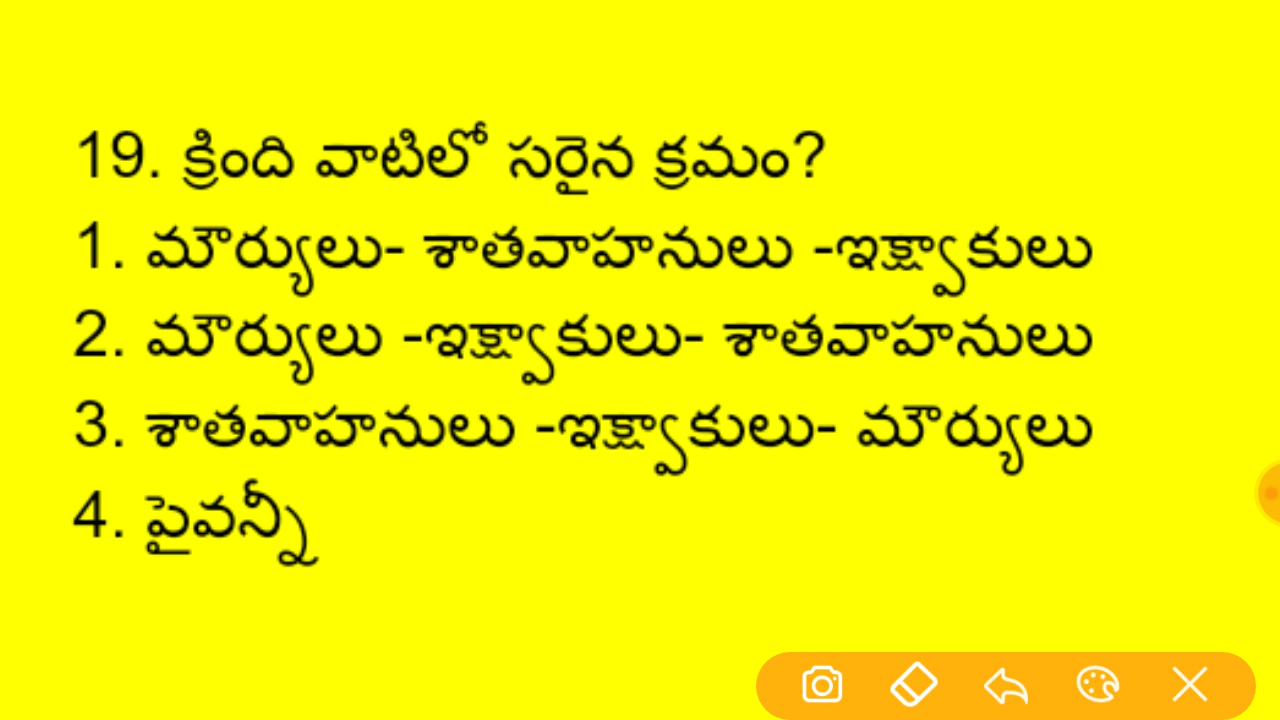 19. క్రింది వాటిలో సరైన క్రమం?
1. మౌర్యులు- శాతవాహనులు -ఇక్ష్వాకులు
2. మౌర్యులు -ఇక్ష్వాకులు- శాతవాహనులు
3. శాతవాహనులు -ఇక్ష్వాకులు- మౌర్యులు
4. పైవన్నీ